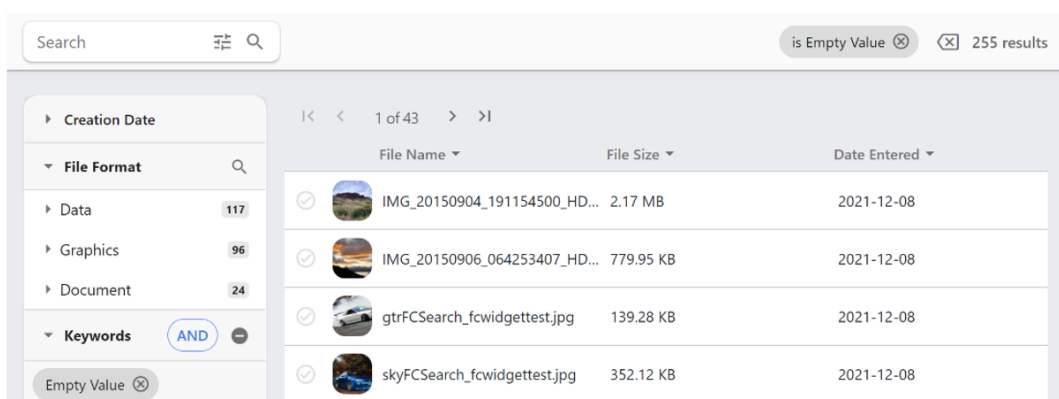 Search
is Empty Value
255 results
Creation Date
File Format
Data 117
Graphics 96
Document 24
Keywords AND
Empty Value
1 of 43
File Name File Size Date Entered
IMG_20150904_191154500_HD... 2.17 MB 2021-12-08
IMG_20150906_064253407_HD... 779.95 KB 2021-12-08
gtrFCSearch_fcwidgettest.jpg 139.28 KB 2021-12-08
skyFCSearch_fcwidgettest.jpg 352.12 KB 2021-12-08